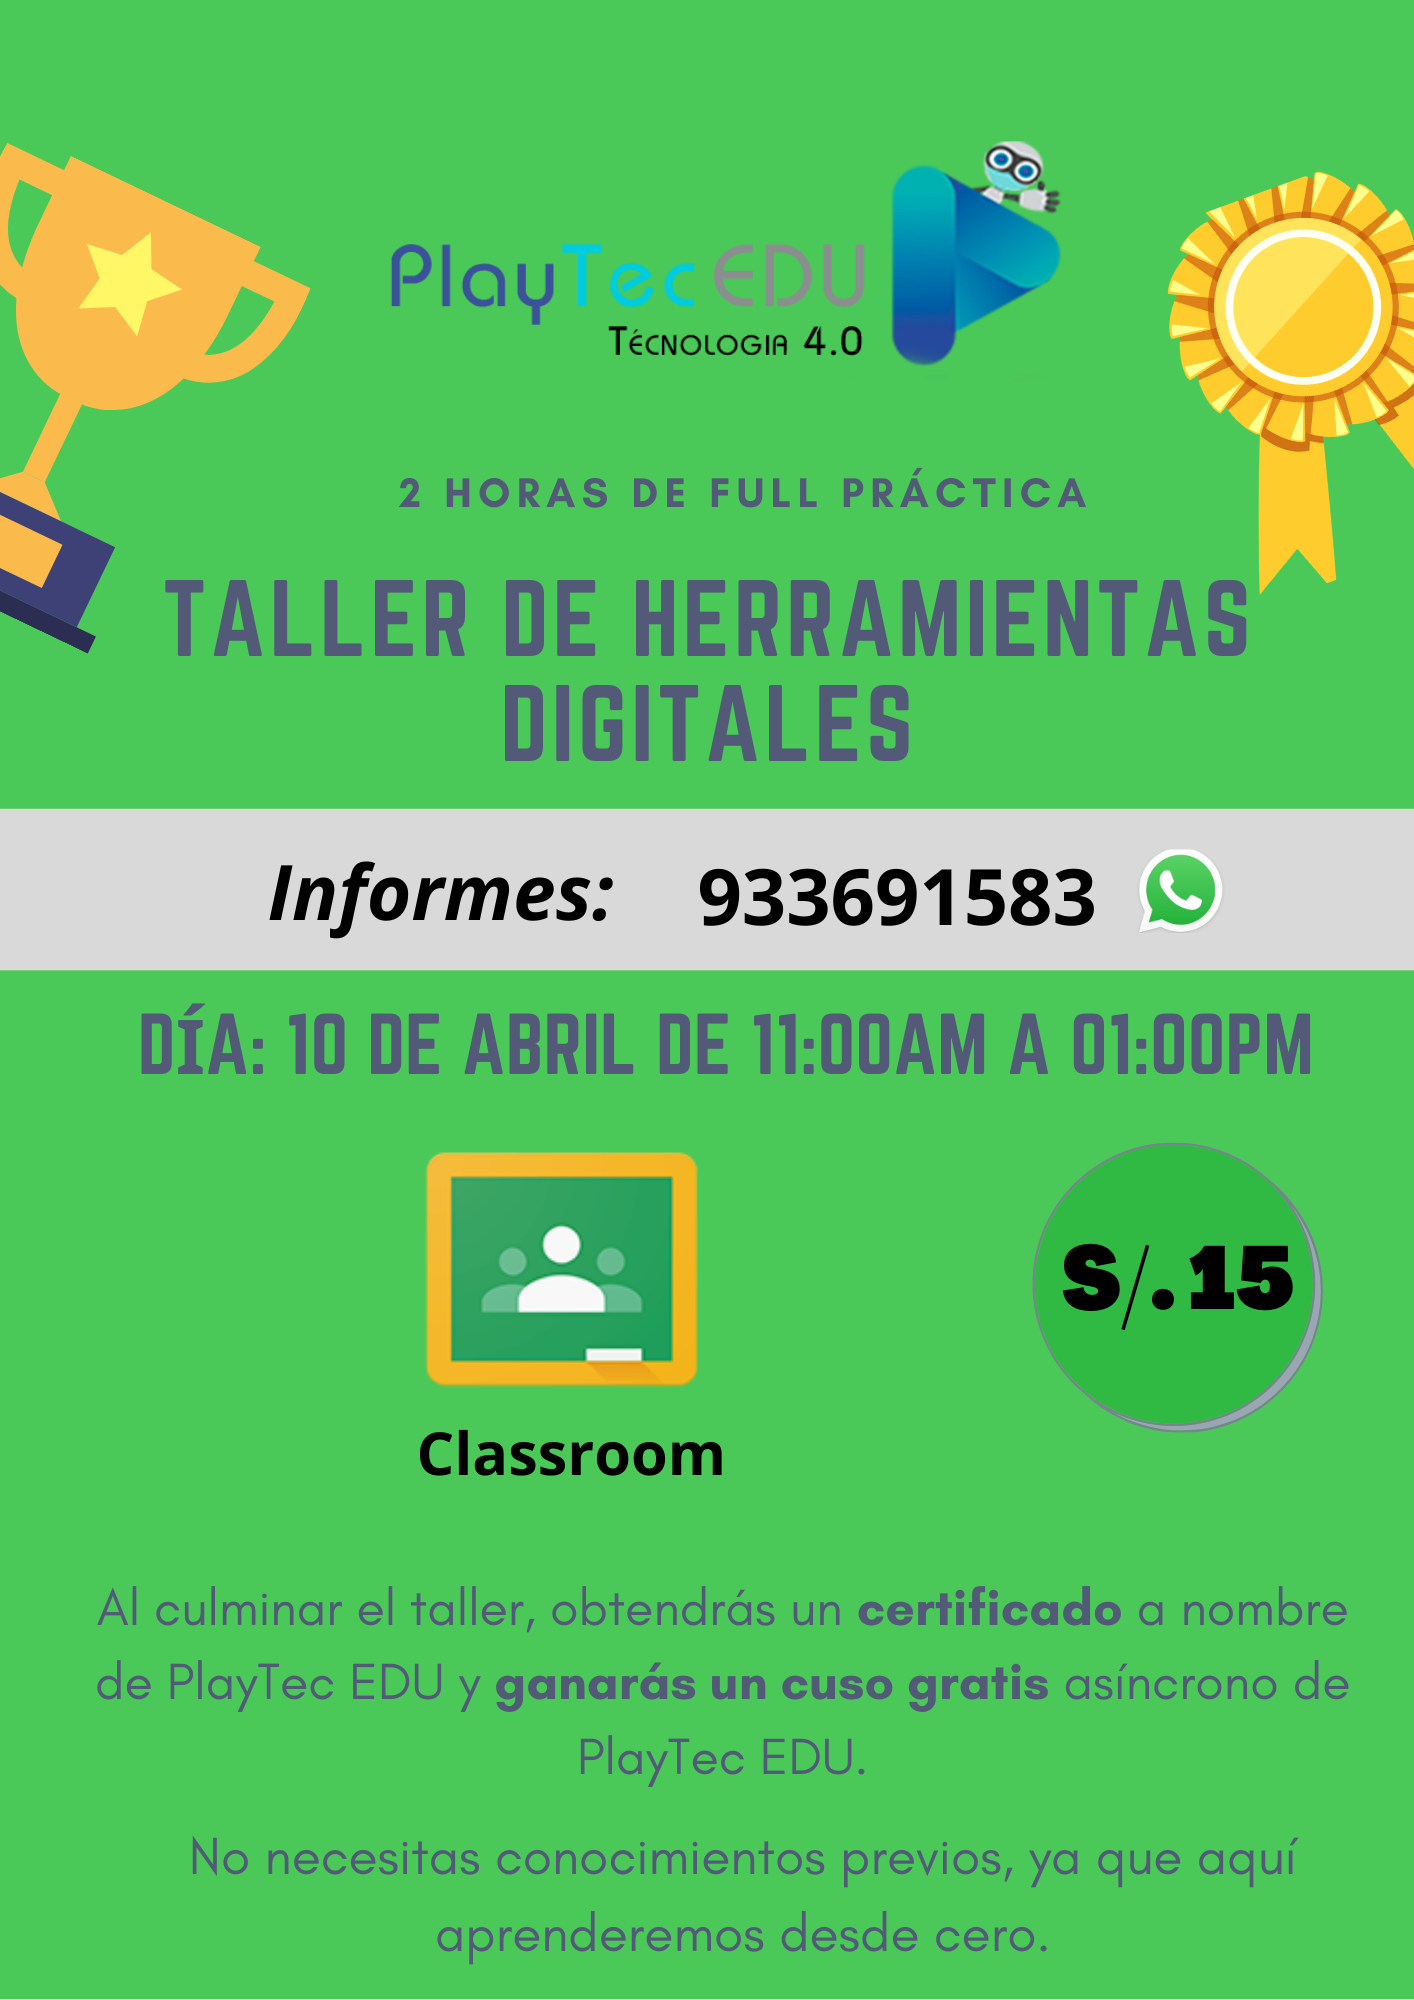 PlayTec EDU
Técnologia 4.0
2 HORAS DE FULL PRÁCTICA
TALLER DE HERRAMIENTAS
DIGITALES
Informes: 933691583
DÍA: 10 DE ABRIL DE 11:00AM A 01:00PM
S/.15
Classroom
Al culminar el taller, obtendrás un certificado a nombre
de PlayTec EDU y ganarás un cuso gratis asíncrono de
PlayTec EDU.
No necesitas conocimientos previos, ya que aquí
aprenderemos desde cero.